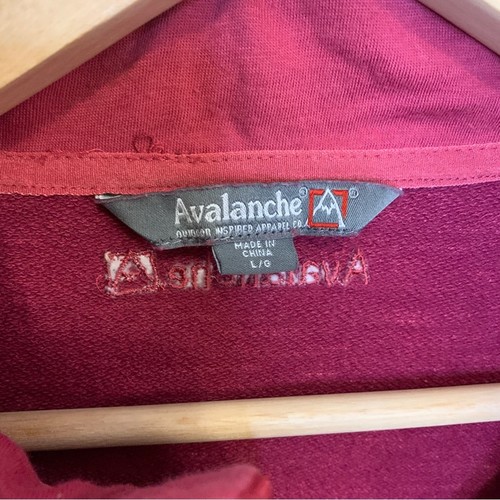 Avalanche®
OUTDOOR INSPIRED APPAREL CO.
MADE IN
CHINA
L/G